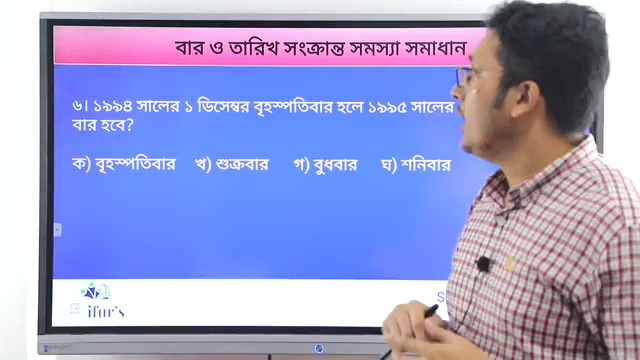 বার ও তারিখ সংক্রান্ত সমস্যা সমাধান
৬। ১৯৯৪ সালের ১ ডিসেম্বর বৃহস্পতিবার হলে ১৯৯৫ সালের
বার হবে?
ক) বৃহস্পতিবার খ) শুক্রবার গ) বুধবার ঘ) শনিবার
ifur's